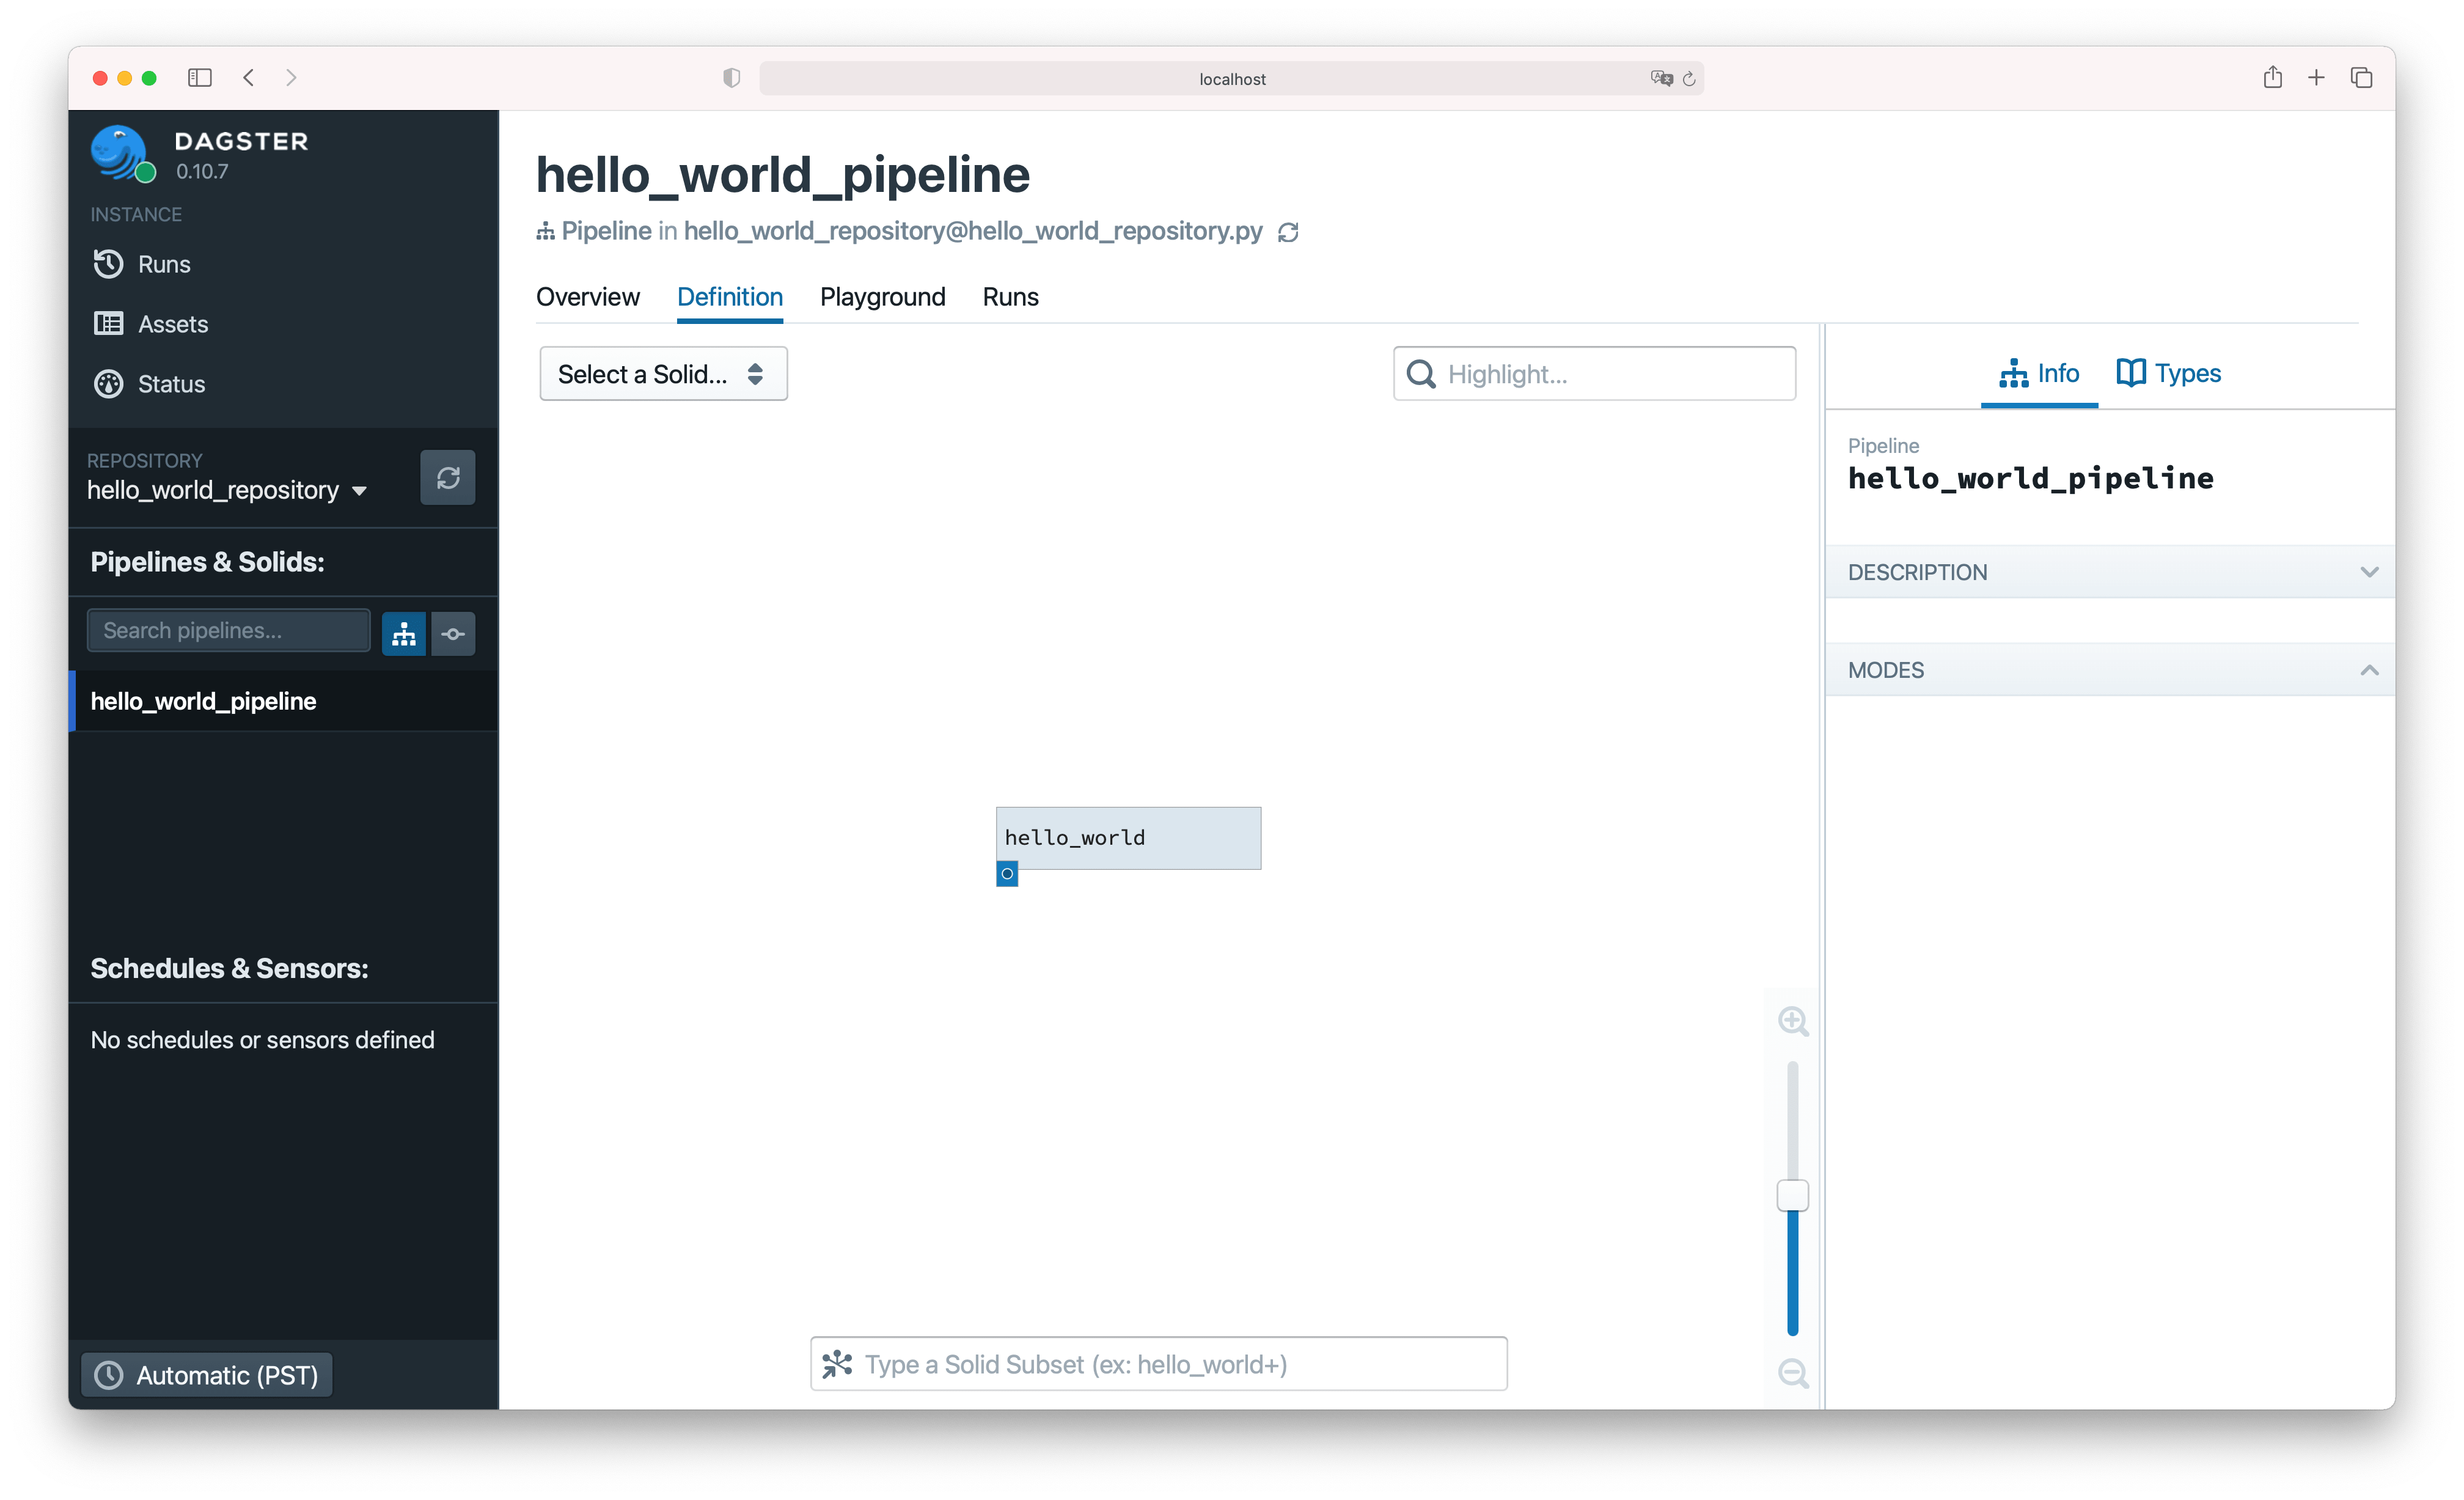 localhost
DAGSTER
0.10.7
INSTANCE
Runs
Assets
Status
REPOSITORY
hello_world_repository
Pipelines & Solids:
Search pipelines...
hello_world_pipeline
Schedules & Sensors:
No schedules or sensors defined
Automatic (PST)
hello_world_pipeline
Pipeline in hello_world_repository@hello_world_repository.py
Overview Definition Playground Runs
Select a Solid...
Highlight...
hello_world
Type a Solid Subset (ex: hello_world+)
Info Types
Pipeline
hello_world_pipeline
DESCRIPTION
MODES